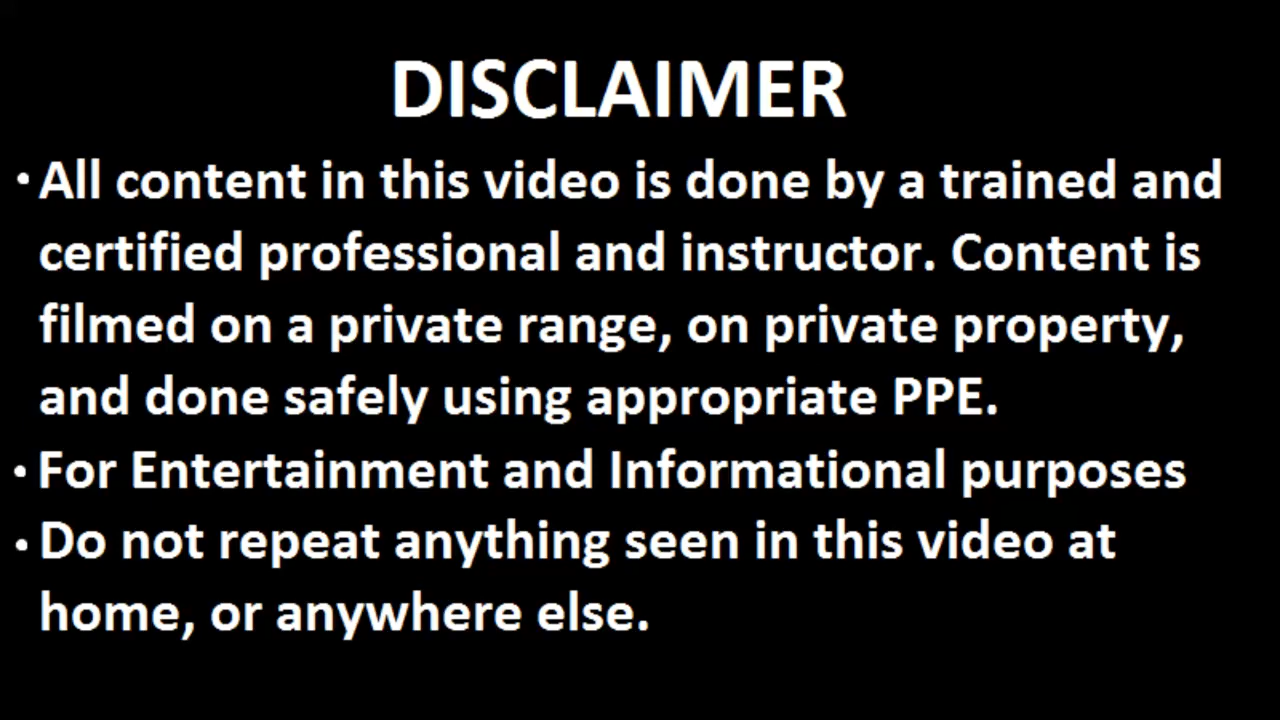 DISCLAIMER
• All content in this video is done by a trained and
certified professional and instructor. Content is
filmed on a private range, on private property,
and done safely using appropriate PPE.
• For Entertainment and Informational purposes
• Do not repeat anything seen in this video at
home, or anywhere else.